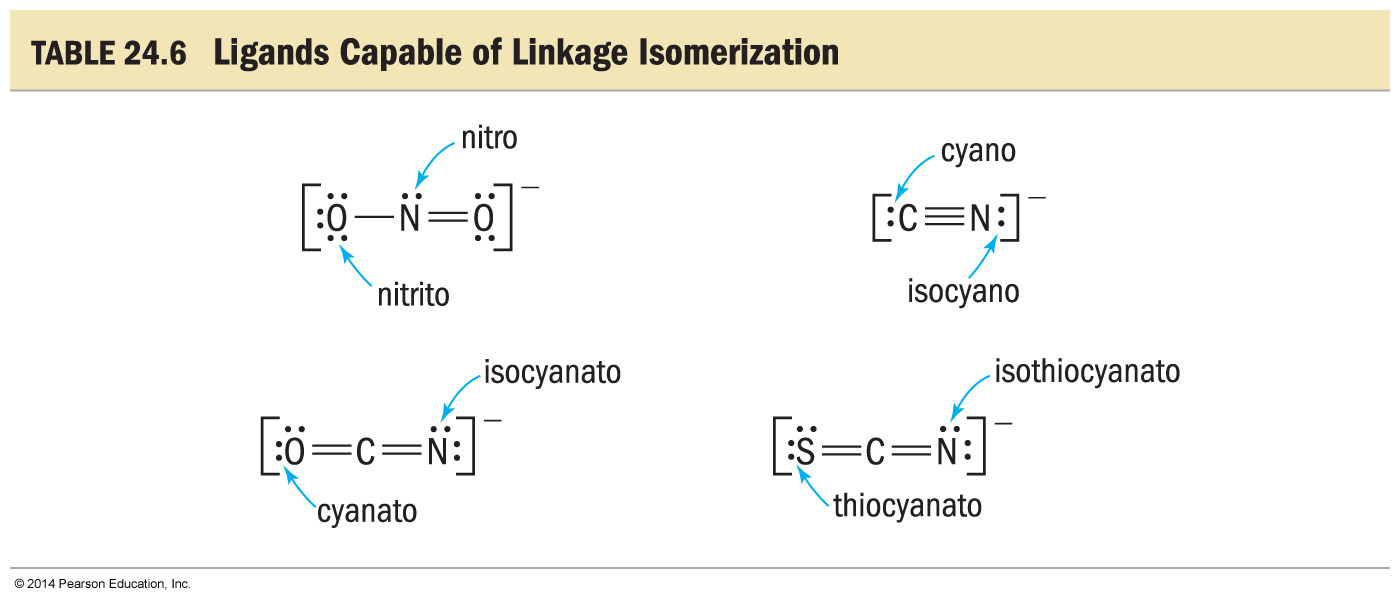 TABLE 24.6 Ligands Capable of Linkage Isomerization
nitro
[:Ö—N̈=Ö]⁻
nitrito
cyano
[:C≡N:]⁻
isocyano
isocyanato
[:Ö=C=N̈:]⁻
cyanato
isothiocyanato
[:S̈=C=N̈:]⁻
thiocyanato
© 2014 Pearson Education, Inc.